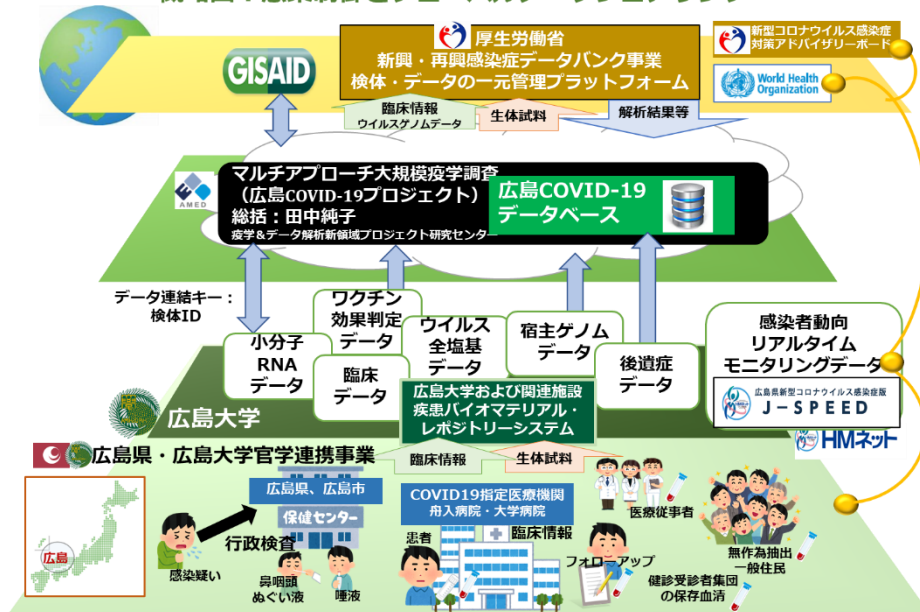 GISAID
厚生労働省
新興・再興感染症データバンク事業
検体・データの一元管理プラットフォーム
新型コロナウイルス感染症
対策アドバイザリーボード
World Health
Organization
臨床情報
ウイルスゲノムデータ
生体試料
解析結果等
AMED
マルチアプローチ大規模疫学調査
（広島COVID-19プロジェクト）
総括：田中純子
疫学&データ解析新領域プロジェクト研究センター
広島COVID-19
データベース
データ連結キー：
検体ID
小分子
RNA
データ
ワクチン
効果判定
データ
臨床
データ
ウイルス
全塩基
データ
宿主ゲノム
データ
後遺症
データ
感染者動向
リアルタイム
モニタリングデータ
広島県新型コロナウイルス感染症版
J-SPEED
HMネット
広島大学
広島大学および関連施設
疾患バイオマテリアル・
レポジトリーシステム
広島県・広島大学官学連携事業
臨床情報
生体試料
広島
感染疑い
広島県、広島市
保健センター
行政検査
鼻咽頭
ぬぐい液
唾液
COVID19指定医療機関
舟入病院・大学病院
患者
臨床情報
フォローアップ
医療従事者
健診受診者集団
の保存血清
無作為抽出
一般住民